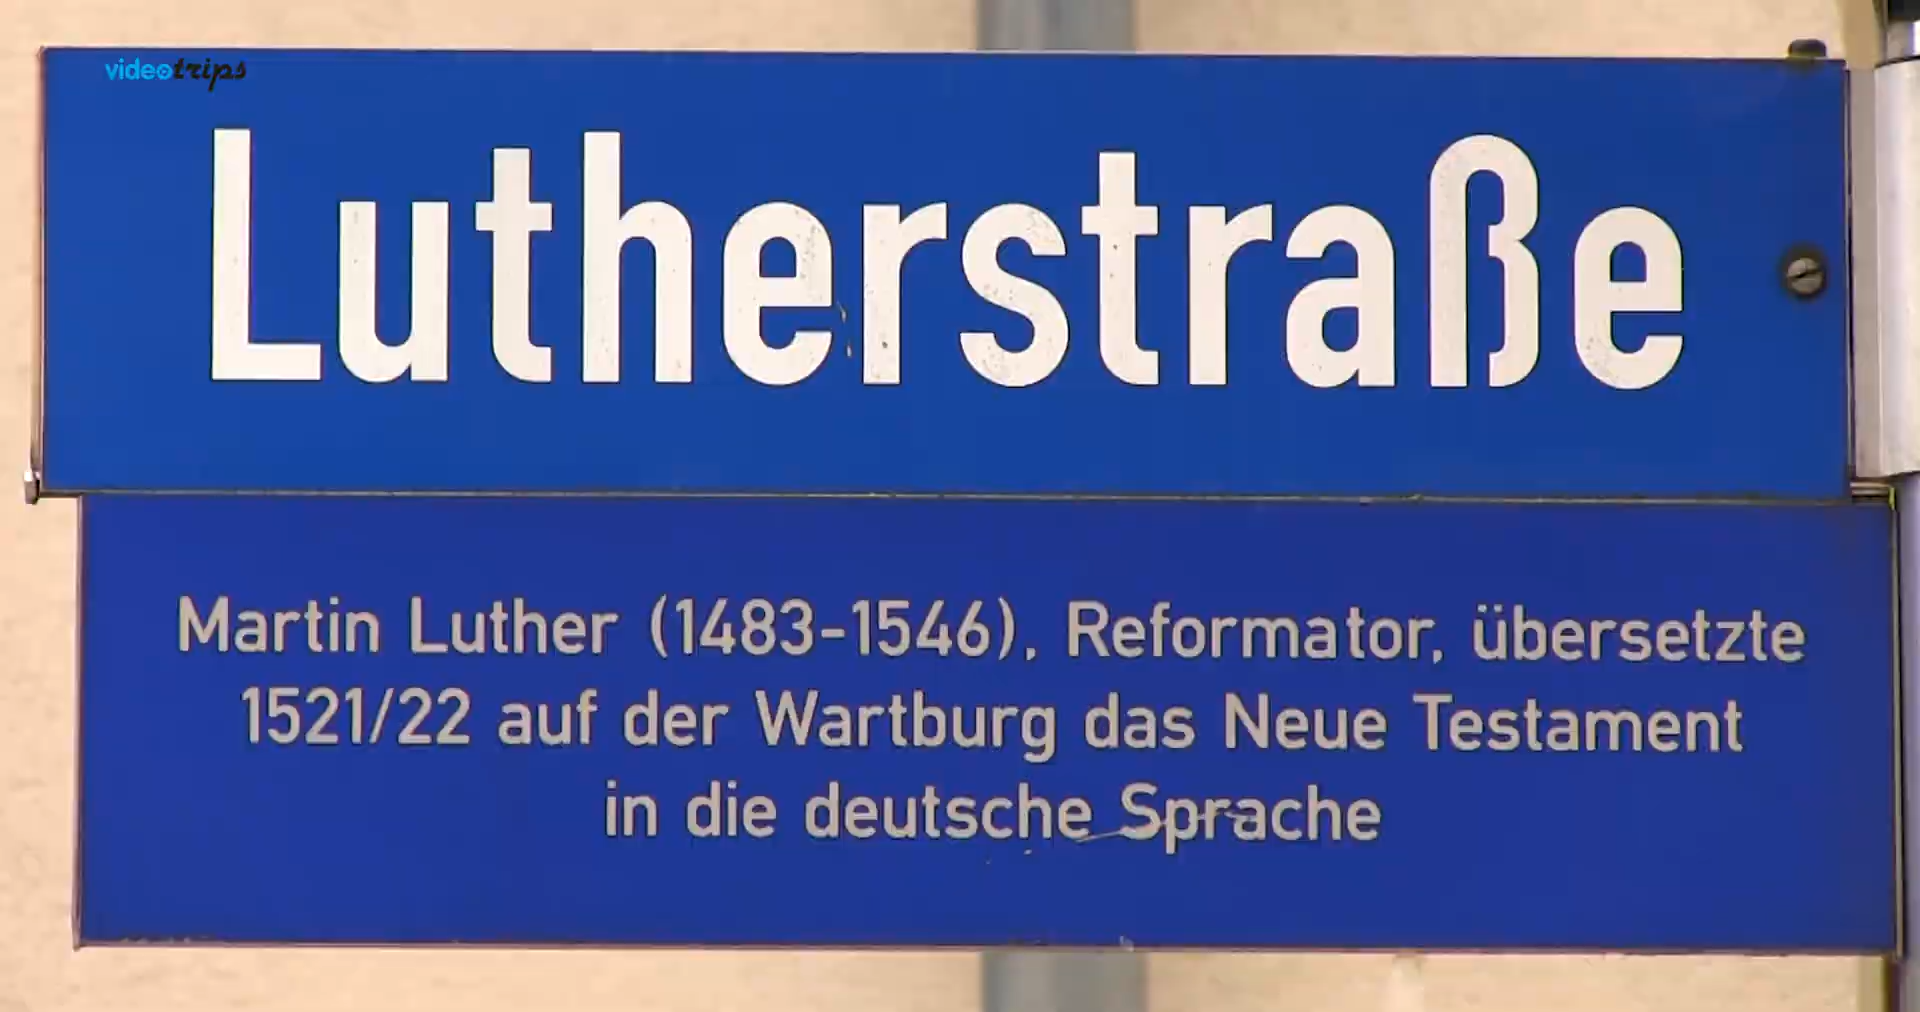 videotrips
Lutherstraße
Martin Luther (1483-1546), Reformator, übersetzte
1521/22 auf der Wartburg das Neue Testament
in die deutsche Sprache